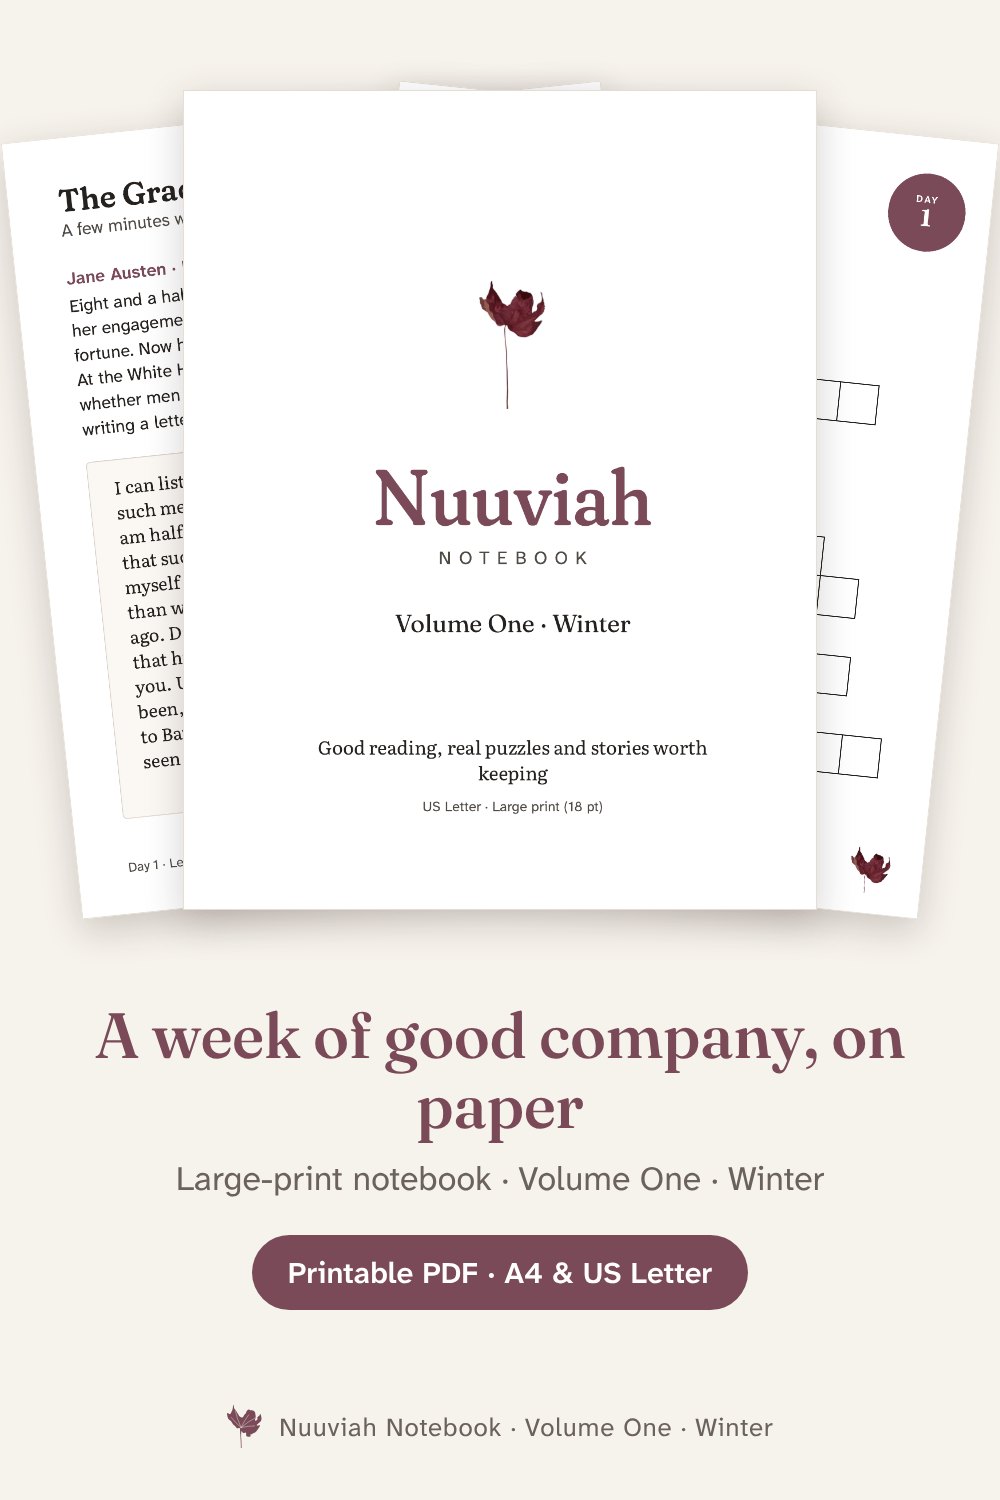 The Grac
A few minutes w
Jane Austen ·
Eight and a hal
her engageme
fortune. Now h
At the White H
whether men
writing a lette
I can list
such me
am half
that suc
myself
than w
ago. D
that h
you. U
been,
to Ba
seen
Day 1 · Le
Nuuviah
NOTEBOOK
Volume One · Winter
Good reading, real puzzles and stories worth
keeping
US Letter · Large print (18 pt)
DAY
1
A week of good company, on
paper
Large-print notebook · Volume One · Winter
Printable PDF · A4 & US Letter
Nuuviah Notebook · Volume One · Winter